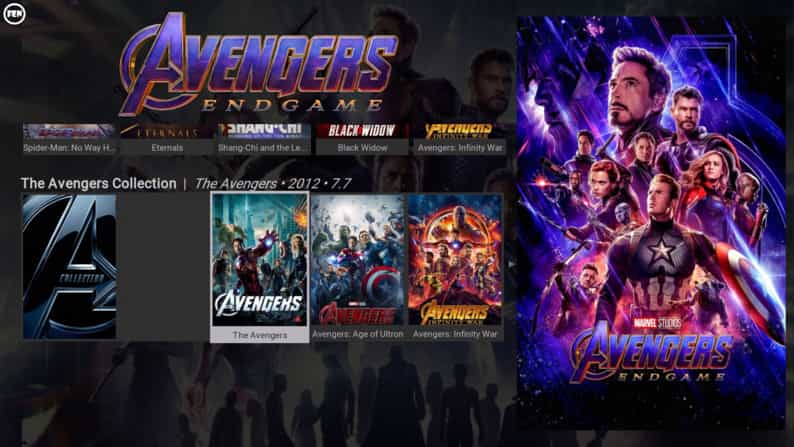 FEN
AVENGERS
ENDGAME
ETERNALS
SHANG-CHI
BLACK WIDOW
AVENGERS
INFINITY WAR
Spider-Man: No Way H...
Eternals
Shang-Chi and the Le...
Black Widow
Avengers: Infinity War
The Avengers Collection | The Avengers • 2012 • 7.7
COLLECTION
AVENGERS
AVENGERS
AVENGERS
INFINITY WAR
The Avengers
Avengers: Age of Ultron
Avengers: Infinity War
MARVEL STUDIOS
AVENGERS
ENDGAME